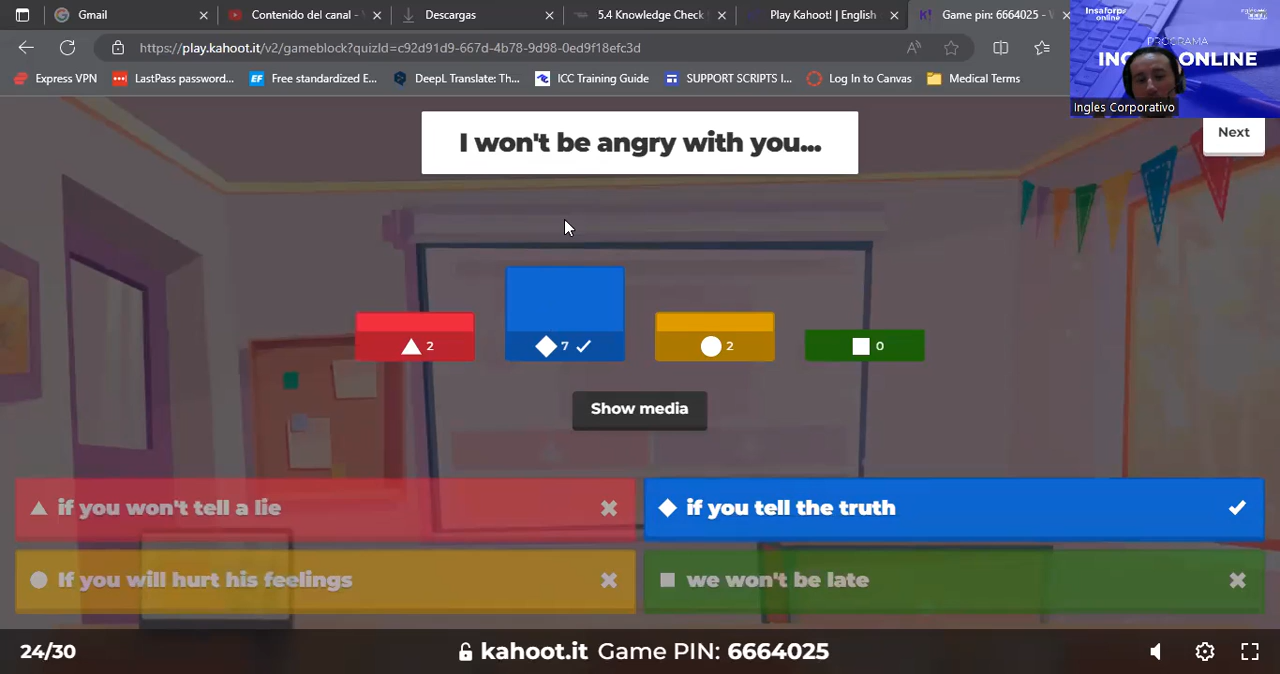 Gmail
Contenido del canal -
Descargas
5.4 Knowledge Check
Play Kahoot! | English
Game pin: 6664025 -
https://play.kahoot.it/v2/gameblock?quizId=c92d91d9-667d-4b78-9d98-0ed9f18efc3d
Express VPN
LastPass password...
EF Free standardized E...
DeepL Translate: Th...
ICC Training Guide
SUPPORT SCRIPTS I...
Log In to Canvas
Medical Terms
Insaforp
online
PROGRAMA
INGLES ONLINE
Ingles Corporativo
I won't be angry with you...
Next
2
7
2
0
Show media
if you won't tell a lie
if you tell the truth
If you will hurt his feelings
we won't be late
24/30
kahoot.it Game PIN: 6664025